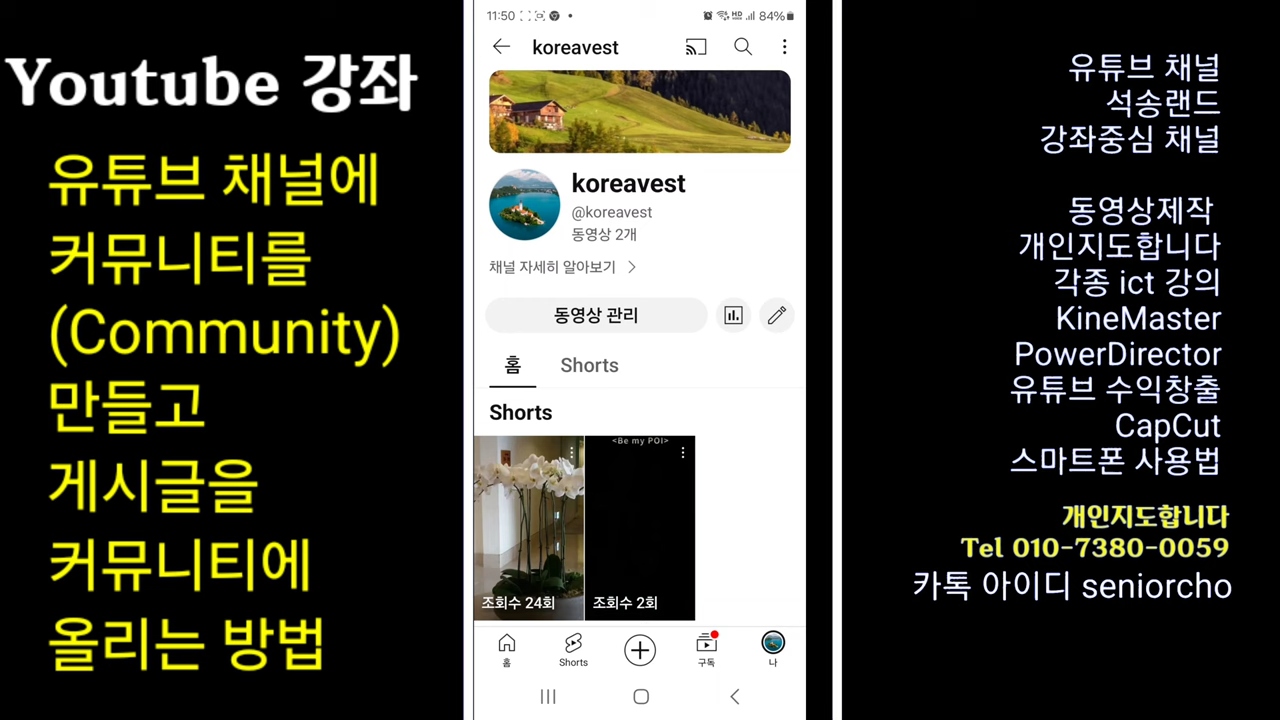 Youtube 강좌
유튜브 채널에
커뮤니티를
(Community)
만들고
게시글을
커뮤니티에
올리는 방법
11:50
84%
koreavest
koreavest
@koreavest
동영상 2개
채널 자세히 알아보기
동영상 관리
홈
Shorts
Shorts
<Be my POI>
조회수 24회
조회수 2회
홈
Shorts
구독
나
유튜브 채널
석송랜드
강좌중심 채널
동영상제작
개인지도합니다
각종 ict 강의
KineMaster
PowerDirector
유튜브 수익창출
CapCut
스마트폰 사용법
개인지도합니다
Tel 010-7380-0059
카톡 아이디 seniorcho